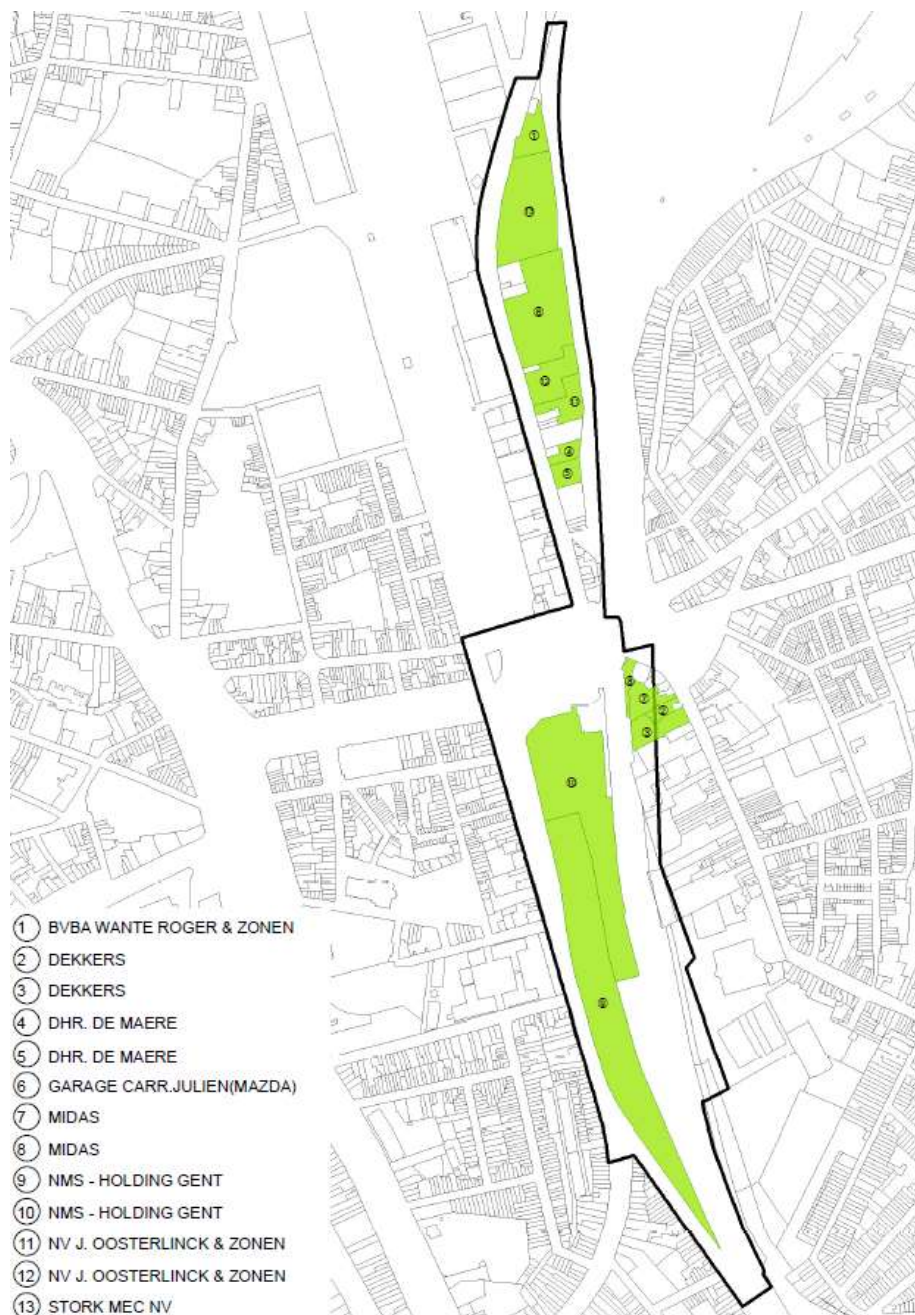 ① BVBA WANTE ROGER & ZONEN
② DEKKERS
③ DEKKERS
④ DHR. DE MAERE
⑤ DHR. DE MAERE
⑥ GARAGE CARR.JULIEN(MAZDA)
⑦ MIDAS
⑧ MIDAS
⑨ NMS - HOLDING GENT
⑩ NMS - HOLDING GENT
⑪ NV J. OOSTERLINCK & ZONEN
⑫ NV J. OOSTERLINCK & ZONEN
⑬ STORK MEC NV